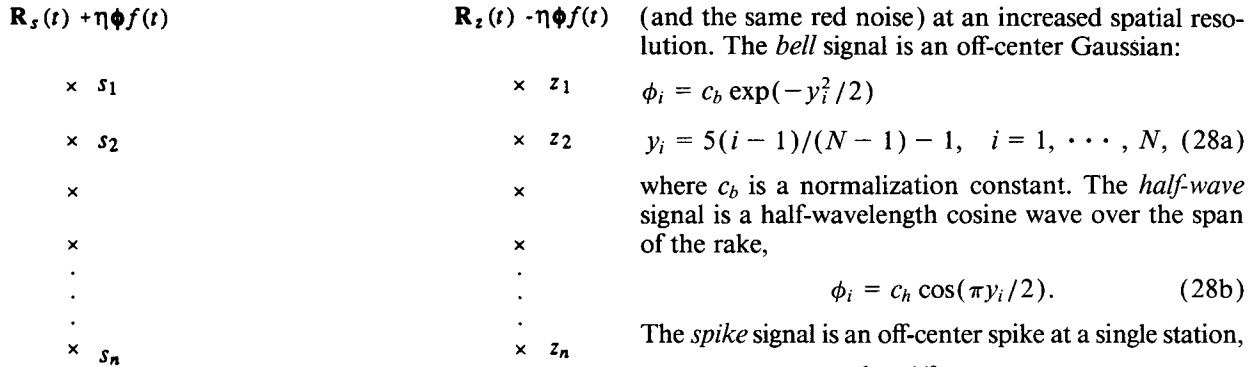 R_s(t) +ηϕf(t)    R_z(t) -ηϕf(t)
× s_1    × z_1
× s_2    × z_2
×    ×
×    ×
.    .
.    .
.    .
× s_n    × z_n
(and the same red noise) at an increased spatial reso-
lution. The bell signal is an off-center Gaussian:
ϕ_i = c_b exp(−y_i^2/2)
y_i = 5(i − 1)/(N − 1) − 1,   i = 1, · · · , N, (28a)
where c_b is a normalization constant. The half-wave
signal is a half-wavelength cosine wave over the span
of the rake,
ϕ_i = c_h cos(πy_i/2).    (28b)
The spike signal is an off-center spike at a single station,